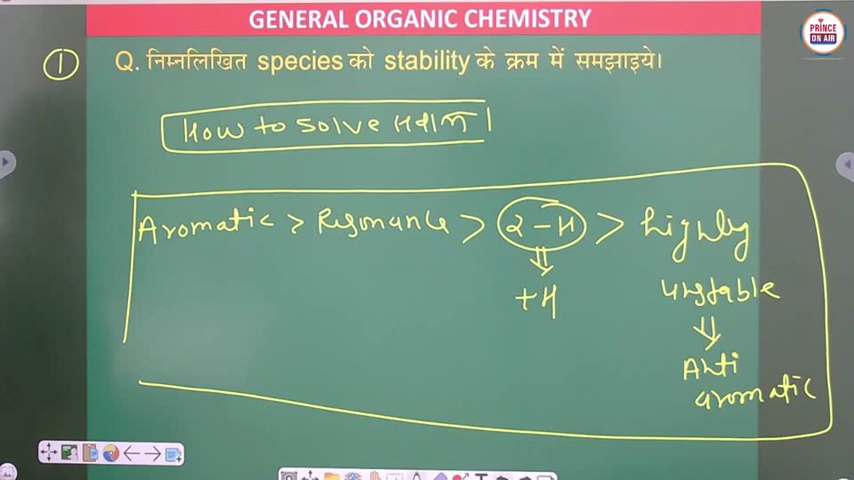 GENERAL ORGANIC CHEMISTRY
PRINCE
ON AIR
① Q. निम्नलिखित species को stability के क्रम में समझाइये।
How to solve सवाल।
Aromatic > Resonance > α-H > highly
+H unstable
Anti
aromatic